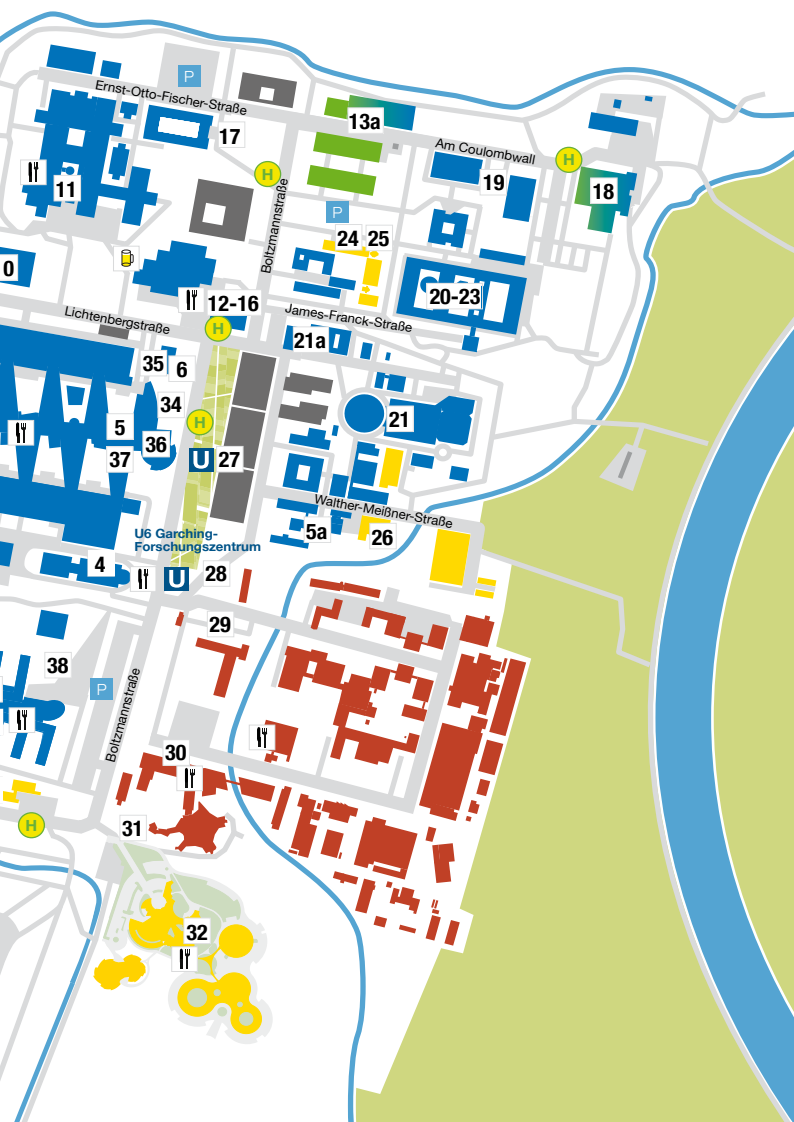 P
Ernst-Otto-Fischer-Straße
13a
17
Am Coulombwall
H
11
H
19
18
Boltzmannstraße
P
24
25
0
20-23
12-16
Lichtenbergstraße
H
James-Franck-Straße
21a
35
6
34
5
H
21
36
37
U
27
Walther-Meißner-Straße
5a
26
U6 Garching-
Forschungszentrum
4
U
28
29
38
P
Boltzmannstraße
30
H
31
32